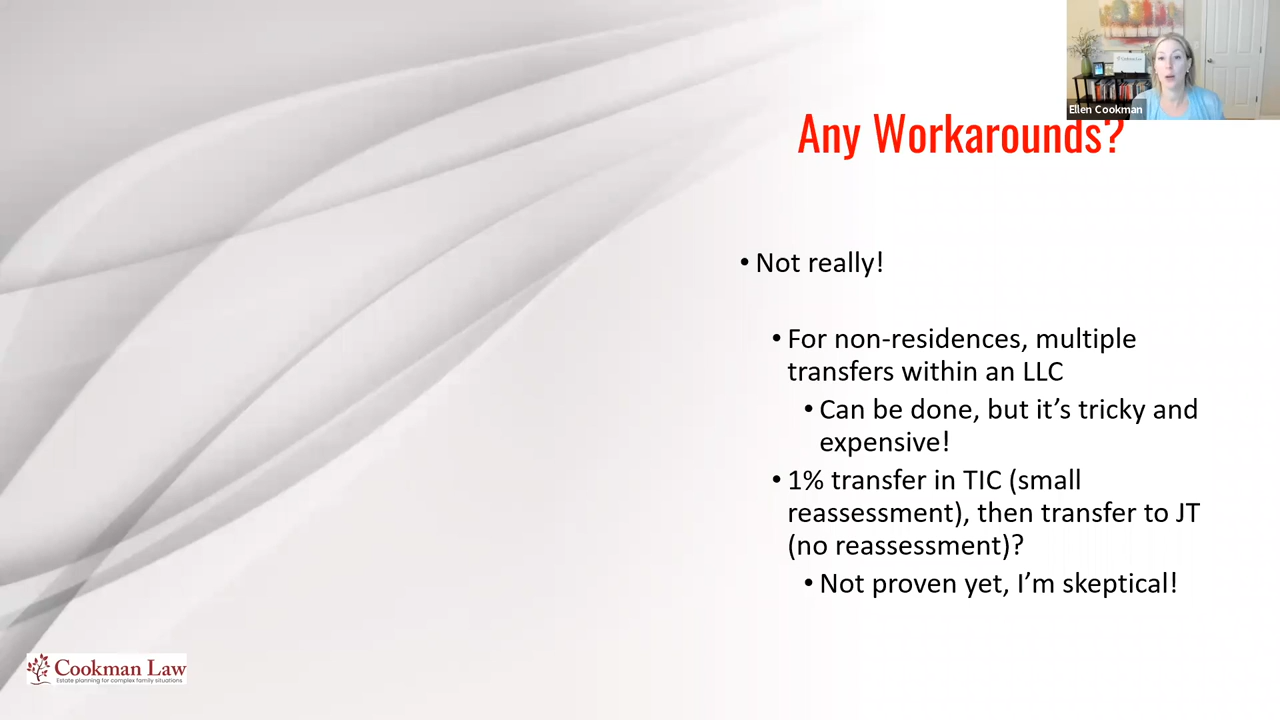 Ellen Cookman
Any Workarounds?
• Not really!
• For non-residences, multiple
transfers within an LLC
• Can be done, but it’s tricky and
expensive!
• 1% transfer in TIC (small
reassessment), then transfer to JT
(no reassessment)?
• Not proven yet, I’m skeptical!
Cookman Law
Estate planning for complex family situations